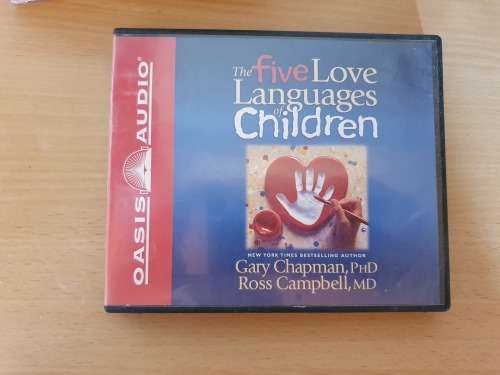 OASIS AUDIO
The five Love
Languages
of Children
NEW YORK TIMES BESTSELLING AUTHOR
Gary Chapman, PHD
Ross Campbell, MD